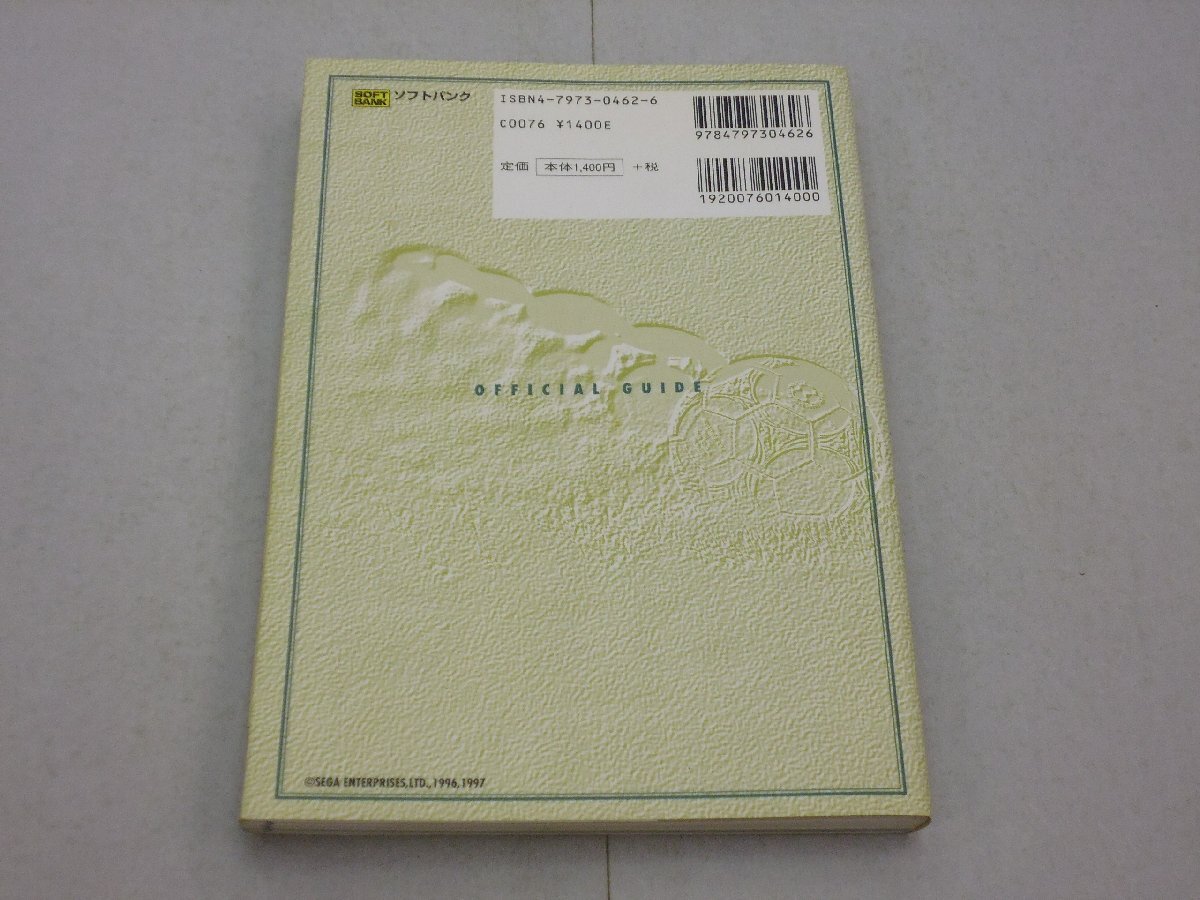 SOFT
BANK
ソフトバンク
ISBN4-7973-0462-6
C0076 ¥1400E
定価 本体1,400円 +税
9784797304626
1920076014000
OFFICIAL GUIDE
©SEGA ENTERPRISES,LTD.,1996,1997